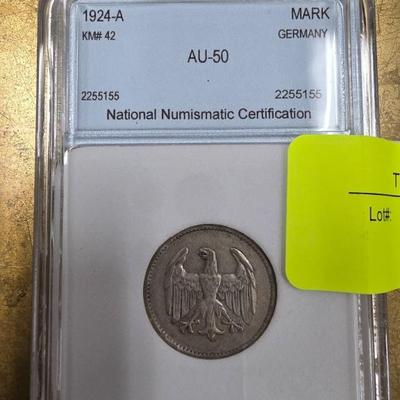 1924-A MARK
KM# 42 GERMANY
AU-50
2255155 2255155
National Numismatic Certification
T
Lot#: